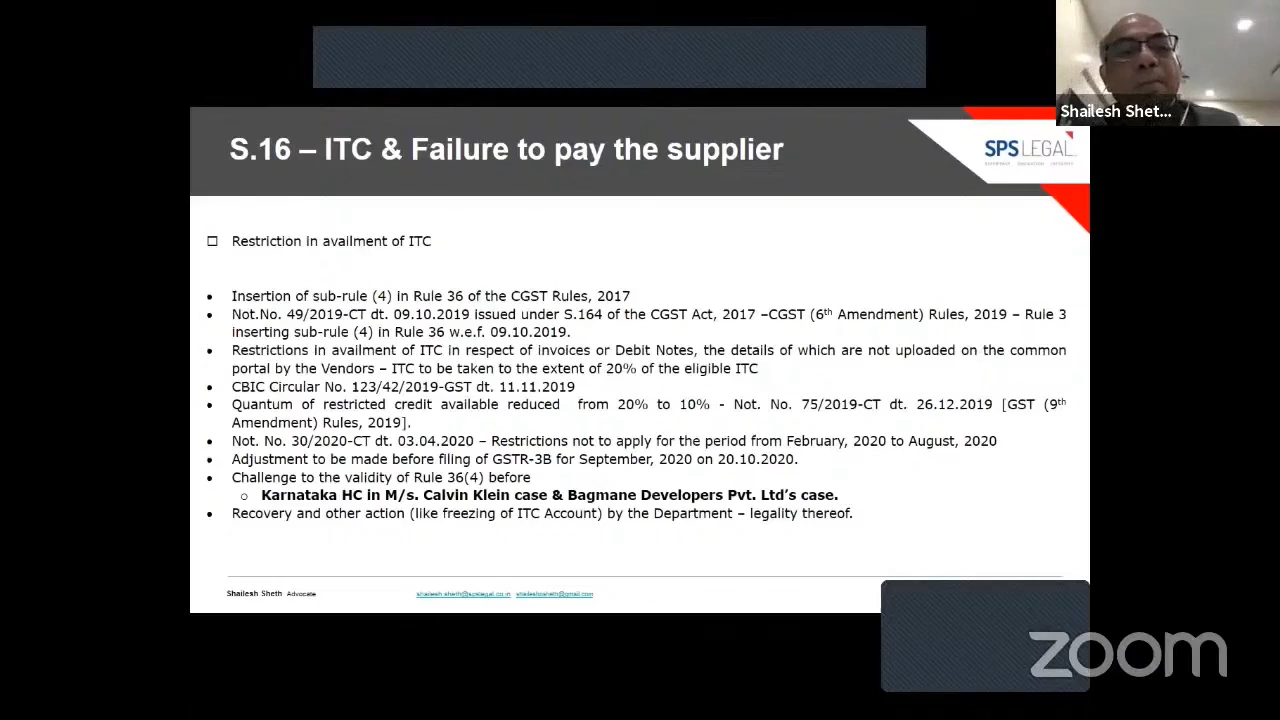 Shailesh Shet...
S.16 – ITC & Failure to pay the supplier
SPS LEGAL
☐ Restriction in availment of ITC
• Insertion of sub-rule (4) in Rule 36 of the CGST Rules, 2017
• Not.No. 49/2019-CT dt. 09.10.2019 issued under S.164 of the CGST Act, 2017 –CGST (6th Amendment) Rules, 2019 – Rule 3
inserting sub-rule (4) in Rule 36 w.e.f. 09.10.2019.
• Restrictions in availment of ITC in respect of invoices or Debit Notes, the details of which are not uploaded on the common
portal by the Vendors – ITC to be taken to the extent of 20% of the eligible ITC
• CBIC Circular No. 123/42/2019-GST dt. 11.11.2019
• Quantum of restricted credit available reduced from 20% to 10% - Not. No. 75/2019-CT dt. 26.12.2019 [GST (9th
Amendment) Rules, 2019].
• Not. No. 30/2020-CT dt. 03.04.2020 – Restrictions not to apply for the period from February, 2020 to August, 2020
• Adjustment to be made before filing of GSTR-3B for September, 2020 on 20.10.2020.
• Challenge to the validity of Rule 36(4) before
o Karnataka HC in M/s. Calvin Klein case & Bagmane Developers Pvt. Ltd's case.
• Recovery and other action (like freezing of ITC Account) by the Department – legality thereof.
Shailesh Sheth Advocate
zoom